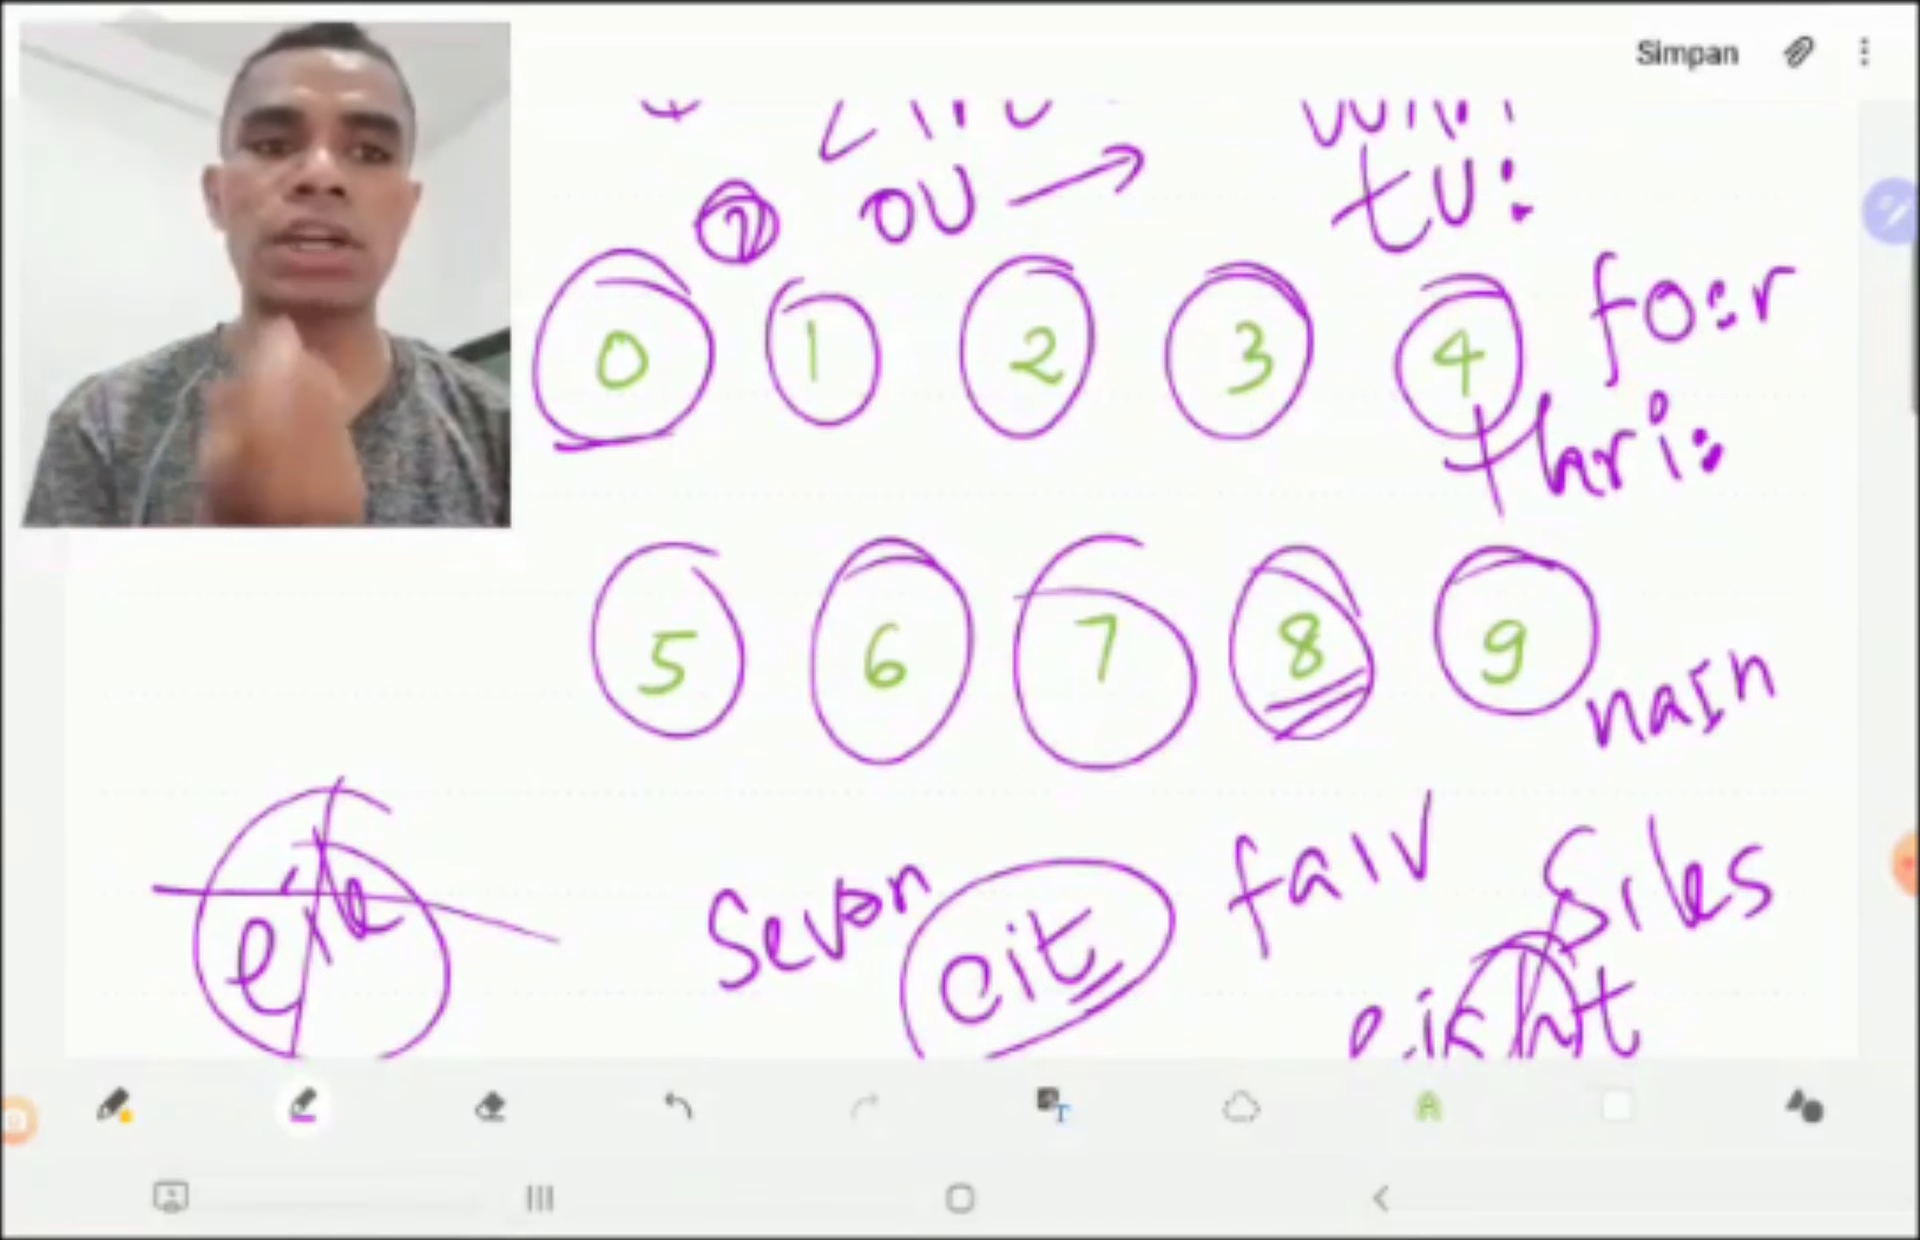 Simpan
OU → tu:
0 1 2 3 4 fo:r
thri:
5 6 7 8 9
naIn
Seven eit faiv Siks
eight